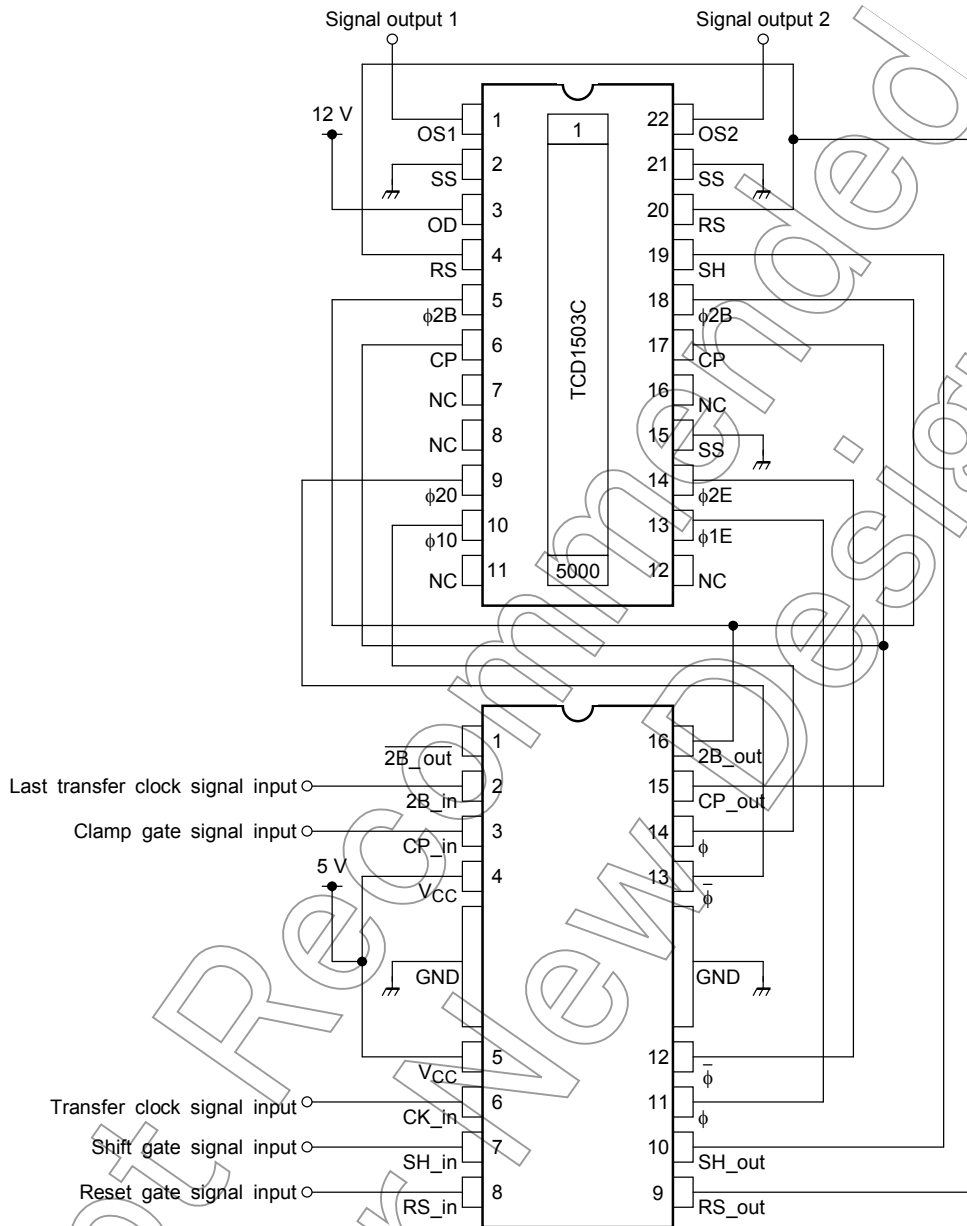 Signal output 1
Signal output 2
12 V
1
OS1
1
22
OS2
2
SS
21
SS
3
OD
20
RS
4
RS
19
SH
5
ϕ2B
18
ϕ2B
6
CP
17
CP
TCD1503C
7
NC
16
NC
8
NC
15
SS
9
ϕ20
14
ϕ2E
10
ϕ10
13
ϕ1E
11
NC
5000
12
NC
1
2B_out
16
2B_out
Last transfer clock signal input
2
2B_in
15
CP_out
Clamp gate signal input
3
CP_in
14
ϕ
5 V
4
VCC
13
ϕ̄
GND
GND
5
VCC
12
ϕ̄
Transfer clock signal input
6
CK_in
11
ϕ
Shift gate signal input
7
SH_in
10
SH_out
Reset gate signal input
8
RS_in
9
RS_out
Recommended
New Design